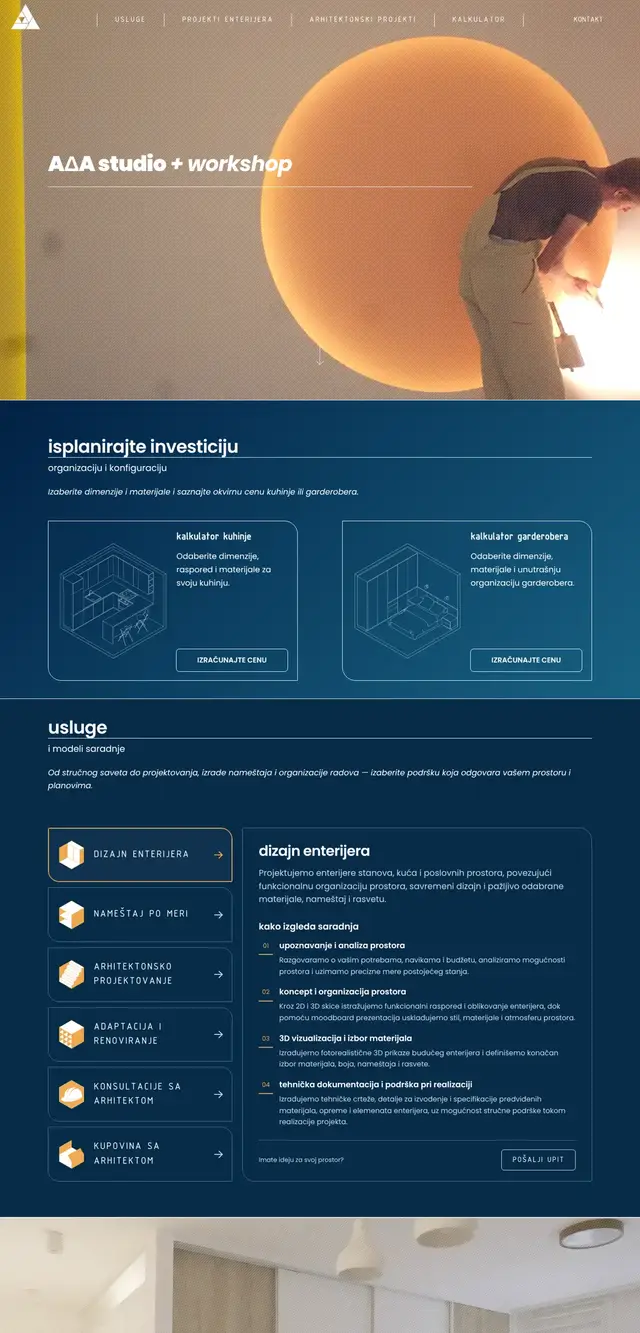 USLUGE
PROJEKTI ENTERIJERA
ARHITEKTONSKI PROJEKTI
KALKULATOR
KONTAKT
AΔA studio + workshop
isplanirajte investiciju
organizaciju i konfiguraciju
Izaberite dimenzije i materijale i saznajte okvirnu cenu kuhinje ili garderobera.
kalkulator kuhinje
Odaberite dimenzije,
raspored i materijale za
svoju kuhinju.
IZRAČUNAJTE CENU
kalkulator garderobera
Odaberite dimenzije,
materijale i unutrašnju
organizaciju garderobera.
IZRAČUNAJTE CENU
usluge
i modeli saradnje
Od stručnog saveta do projektovanja, izrade nameštaja i organizacije radova — izaberite podršku koja odgovara vašem prostoru i
planovima.
DIZAJN ENTERIJERA
NAMEŠTAJ PO MERI
ARHITEKTONSKO
PROJEKTOVANJE
ADAPTACIJA I
RENOVIRANJE
KONSULTACIJE SA
ARHITEKTOM
KUPOVINA SA
ARHITEKTOM
dizajn enterijera
Projektujemo enterijere stanova, kuća i poslovnih prostora, povezujući
funkcionalnu organizaciju prostora, savremeni dizajn i pažljivo odabrane
materijale, nameštaj i rasvetu.
kako izgleda saradnja
01 upoznavanje i analiza prostora
Razgovaramo o vašim potrebama, navikama i budžetu, analiziramo mogućnosti
prostora i uzimamo precizne mere postojećeg stanja.
02 koncept i organizacija prostora
Kroz 2D i 3D skice istražujemo funkcionalni raspored i oblikovanje enterijera, dok
pomoću moodboard prezentacija usklađujemo stil, materijale i atmosferu prostora.
03 3D vizualizacija i izbor materijala
Izrađujemo fotorealistične 3D prikaze budućeg enterijera i definišemo konačan
izbor materijala, boja, nameštaja i rasvete.
04 tehnička dokumentacija i podrška pri realizaciji
Izrađujemo tehničke crteže, detalje za izvođenje i specifikacije predviđenih
materijala, opreme i elemenata enterijera, uz mogućnost stručne podrške tokom
realizacije projekta.
Imate ideju za svoj prostor?
POŠALJI UPIT